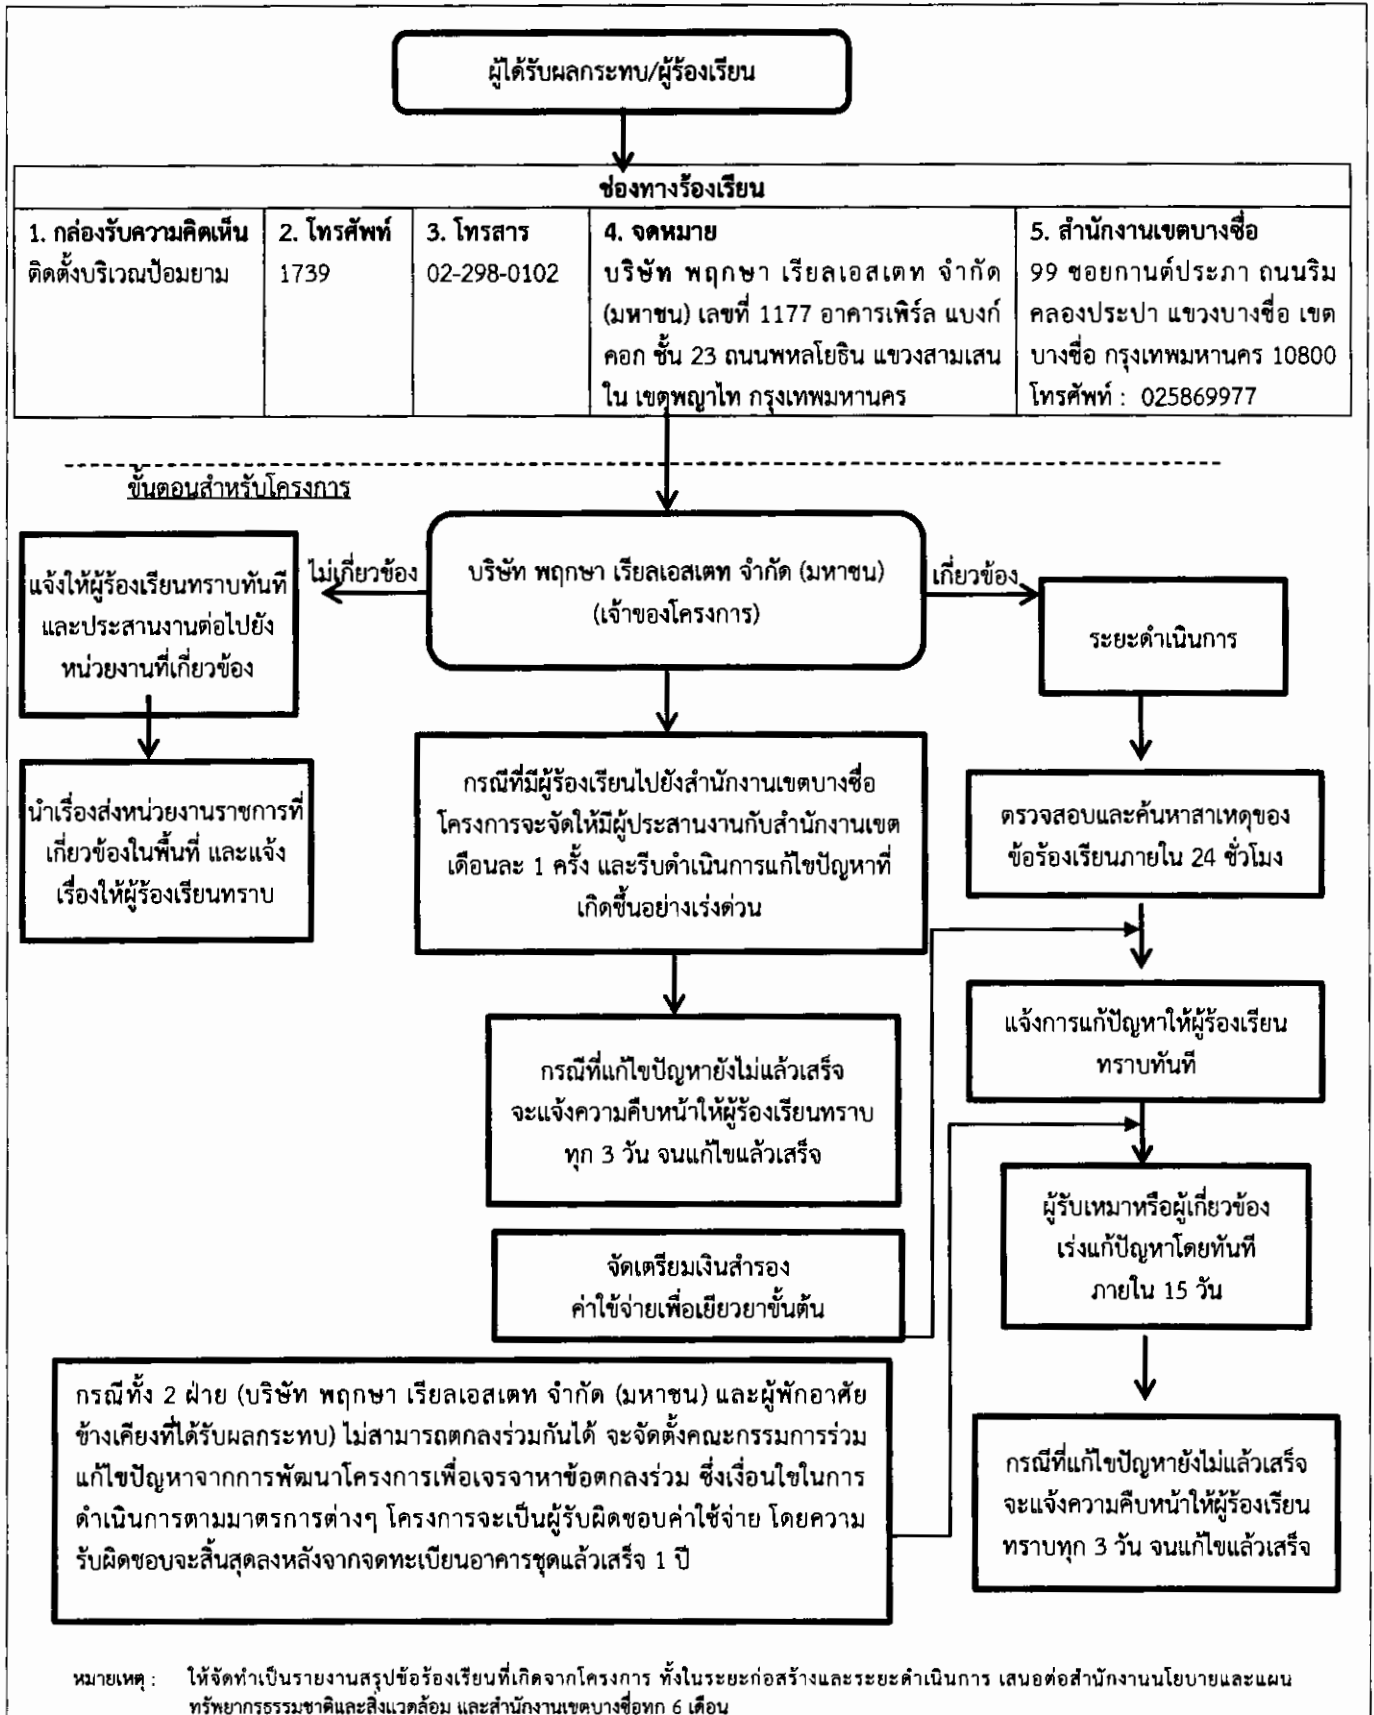 ผู้ได้รับผลกระทบ/ผู้ร้องเรียน
ช่องทางร้องเรียน
1. กล่องรับความคิดเห็น
ติดตั้งบริเวณป้อมยาม
2. โทรศัพท์
1739
3. โทรสาร
02-298-0102
4. จดหมาย
บริษัท พฤกษา เรียลเอสเตท จำกัด
(มหาชน) เลขที่ 1177 อาคารเพิร์ล แบงก์
คอก ชั้น 23 ถนนพหลโยธิน แขวงสามเสน
ใน เขตพญาไท กรุงเทพมหานคร
5. สำนักงานเขตบางซื่อ
99 ซอยกานต์ประภา ถนนริม
คลองประปา แขวงบางซื่อ เขต
บางซื่อ กรุงเทพมหานคร 10800
โทรศัพท์ : 025869977
ขั้นตอนสำหรับโครงการ
บริษัท พฤกษา เรียลเอสเตท จำกัด (มหาชน)
(เจ้าของโครงการ)
ไม่เกี่ยวข้อง
เกี่ยวข้อง
แจ้งให้ผู้ร้องเรียนทราบทันที
และประสานงานต่อไปยัง
หน่วยงานที่เกี่ยวข้อง
นำเรื่องส่งหน่วยงานราชการที่
เกี่ยวข้องในพื้นที่ และแจ้ง
เรื่องให้ผู้ร้องเรียนทราบ
กรณีที่มีผู้ร้องเรียนไปยังสำนักงานเขตบางซื่อ
โครงการจะจัดให้มีผู้ประสานงานกับสำนักงานเขต
เดือนละ 1 ครั้ง และรีบดำเนินการแก้ไขปัญหาที่
เกิดขึ้นอย่างเร่งด่วน
กรณีที่แก้ไขปัญหายังไม่แล้วเสร็จ
จะแจ้งความคืบหน้าให้ผู้ร้องเรียนทราบ
ทุก 3 วัน จนแก้ไขแล้วเสร็จ
จัดเตรียมเงินสำรอง
ค่าใช้จ่ายเพื่อเยียวยาขั้นต้น
กรณีทั้ง 2 ฝ่าย (บริษัท พฤกษา เรียลเอสเตท จำกัด (มหาชน) และผู้พักอาศัย
ข้างเคียงที่ได้รับผลกระทบ) ไม่สามารถตกลงร่วมกันได้ จะจัดตั้งคณะกรรมการร่วม
แก้ไขปัญหาจากการพัฒนาโครงการเพื่อเจรจาหาข้อตกลงร่วม ซึ่งเงื่อนใขในการ
ดำเนินการตามมาตรการต่างๆ โครงการจะเป็นผู้รับผิดชอบค่าใช้จ่าย โดยความ
รับผิดชอบจะสิ้นสุดลงหลังจากจดทะเบียนอาคารชุดแล้วเสร็จ 1 ปี
ระยะดำเนินการ
ตรวจสอบและค้นหาสาเหตุของ
ข้อร้องเรียนภายใน 24 ชั่วโมง
แจ้งการแก้ปัญหาให้ผู้ร้องเรียน
ทราบทันที
ผู้รับเหมาหรือผู้เกี่ยวข้อง
เร่งแก้ปัญหาโดยทันที
ภายใน 15 วัน
กรณีที่แก้ไขปัญหายังไม่แล้วเสร็จ
จะแจ้งความคืบหน้าให้ผู้ร้องเรียน
ทราบทุก 3 วัน จนแก้ไขแล้วเสร็จ
หมายเหตุ : ให้จัดทำเป็นรายงานสรุปข้อร้องเรียนที่เกิดจากโครงการ ทั้งในระยะก่อสร้างและระยะดำเนินการ เสนอต่อสำนักงานนโยบายและแผน
ทรัพยากรธรรมชาติและสิ่งแวดล้อม และสำนักงานเขตบางซื่อทุก 6 เดือน